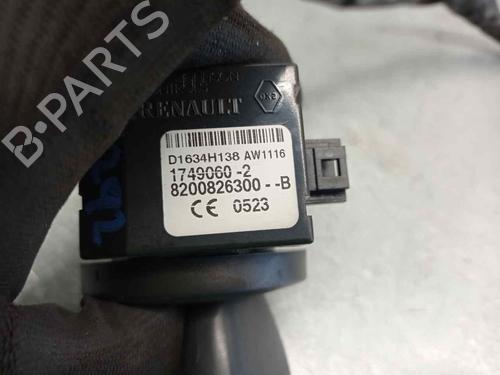 RENAULT
D1634H138 AW1116
1749060 -2
8200826300 --B
CE 0523
B-PARTS